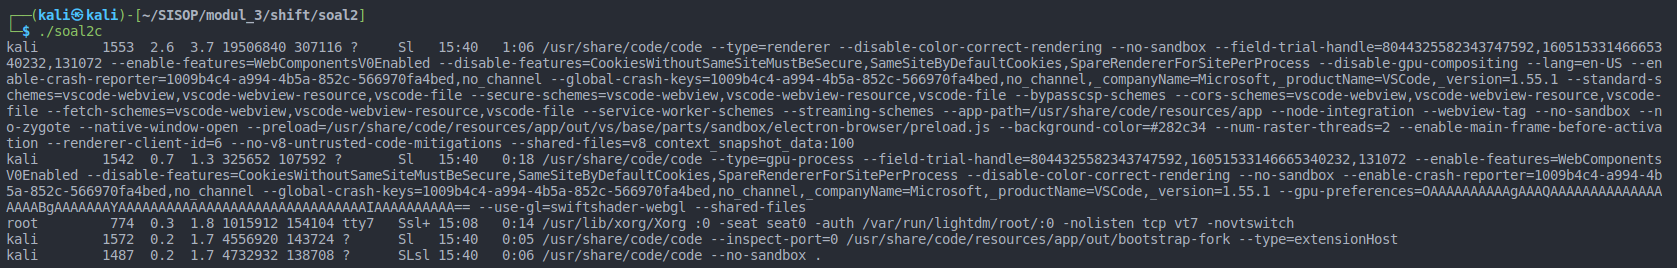 ┌──(kali㉿kali)-[~/SISOP/modul_3/shift/soal2]
└─$ ./soal2c
kali        1553  2.6  3.7 19506840 307116 ?     Sl   15:40   1:06 /usr/share/code/code --type=renderer --disable-color-correct-rendering --no-sandbox --field-trial-handle=8044325582343747592,160515331466653
40232,131072 --enable-features=WebComponentsV0Enabled --disable-features=CookiesWithoutSameSiteMustBeSecure,SameSiteByDefaultCookies,SpareRendererForSitePerProcess --disable-gpu-compositing --lang=en-US --en
able-crash-reporter=1009b4c4-a994-4b5a-852c-566970fa4bed,no_channel --global-crash-keys=1009b4c4-a994-4b5a-852c-566970fa4bed,no_channel,_companyName=Microsoft,_productName=VSCode,_version=1.55.1 --standard-s
chemes=vscode-webview,vscode-webview-resource,vscode-file --secure-schemes=vscode-webview,vscode-webview-resource,vscode-file --bypasscsp-schemes --cors-schemes=vscode-webview,vscode-webview-resource,vscode-
file --fetch-schemes=vscode-webview,vscode-webview-resource,vscode-file --service-worker-schemes --streaming-schemes --app-path=/usr/share/code/resources/app --node-integration --webview-tag --no-sandbox --n
o-zygote --native-window-open --preload=/usr/share/code/resources/app/out/vs/base/parts/sandbox/electron-browser/preload.js --background-color=#282c34 --num-raster-threads=2 --enable-main-frame-before-activa
tion --renderer-client-id=6 --no-v8-untrusted-code-mitigations --shared-files=v8_context_snapshot_data:100
kali        1542  0.7  1.3 325652 107592 ?       Sl   15:40   0:18 /usr/share/code/code --type=gpu-process --field-trial-handle=8044325582343747592,16051533146665340232,131072 --enable-features=WebComponents
V0Enabled --disable-features=CookiesWithoutSameSiteMustBeSecure,SameSiteByDefaultCookies,SpareRendererForSitePerProcess --disable-color-correct-rendering --no-sandbox --enable-crash-reporter=1009b4c4-a994-4b
5a-852c-566970fa4bed,no_channel --global-crash-keys=1009b4c4-a994-4b5a-852c-566970fa4bed,no_channel,_companyName=Microsoft,_productName=VSCode,_version=1.55.1 --gpu-preferences=OAAAAAAAAAAgAAAQAAAAAAAAAAAAAA
AAAABgAAAAAAAYAAAAAAAAAAAAAAAAAAAAAAAAAAAAAAIAAAAAAAAAA== --use-gl=swiftshader-webgl --shared-files
root         774  0.3  1.8 1015912 154104 tty7   Ssl+ 15:08   0:14 /usr/lib/xorg/Xorg :0 -seat seat0 -auth /var/run/lightdm/root/:0 -nolisten tcp vt7 -novtswitch
kali        1572  0.2  1.7 4556920 143724 ?      Sl   15:40   0:05 /usr/share/code/code --inspect-port=0 /usr/share/code/resources/app/out/bootstrap-fork --type=extensionHost
kali        1487  0.2  1.7 4732932 138708 ?      SLsl 15:40   0:06 /usr/share/code/code --no-sandbox .